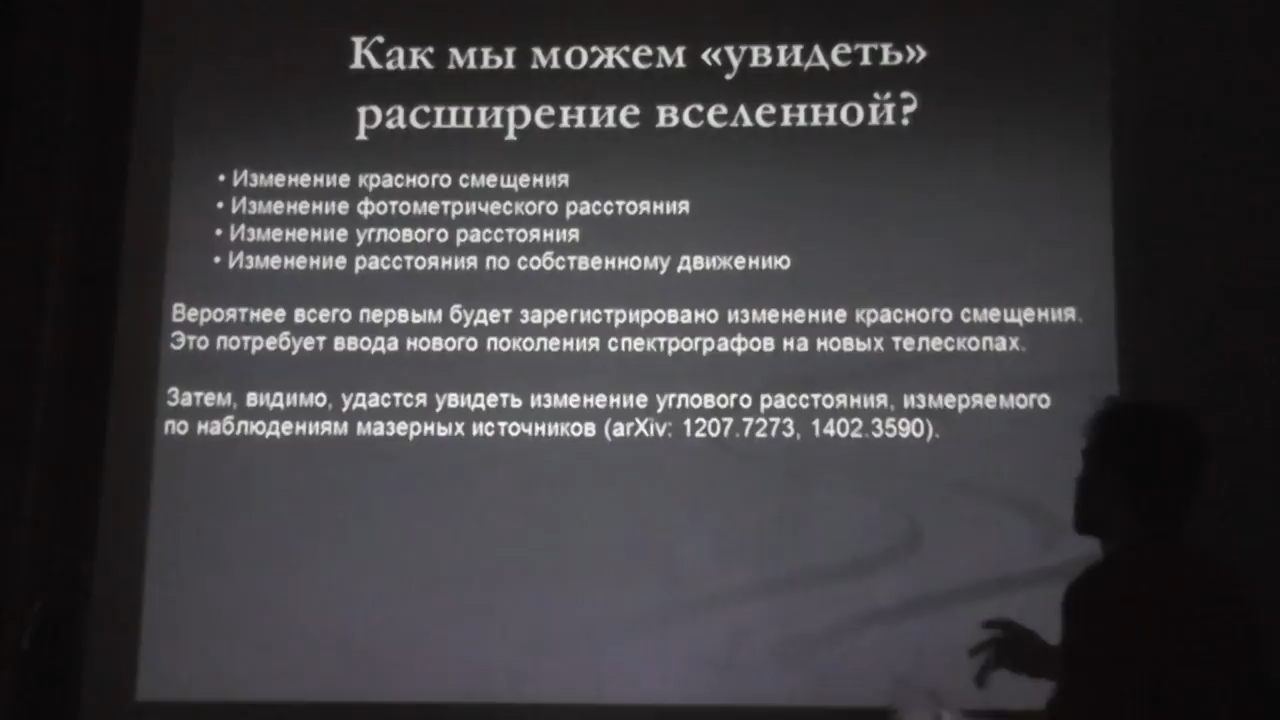 Как мы можем «увидеть»
расширение вселенной?
• Изменение красного смещения
• Изменение фотометрического расстояния
• Изменение углового расстояния
• Изменение расстояния по собственному движению
Вероятнее всего первым будет зарегистрировано изменение красного смещения.
Это потребует ввода нового поколения спектрографов на новых телескопах.
Затем, видимо, удастся увидеть изменение углового расстояния, измеряемого
по наблюдениям мазерных источников (arXiv: 1207.7273, 1402.3590).